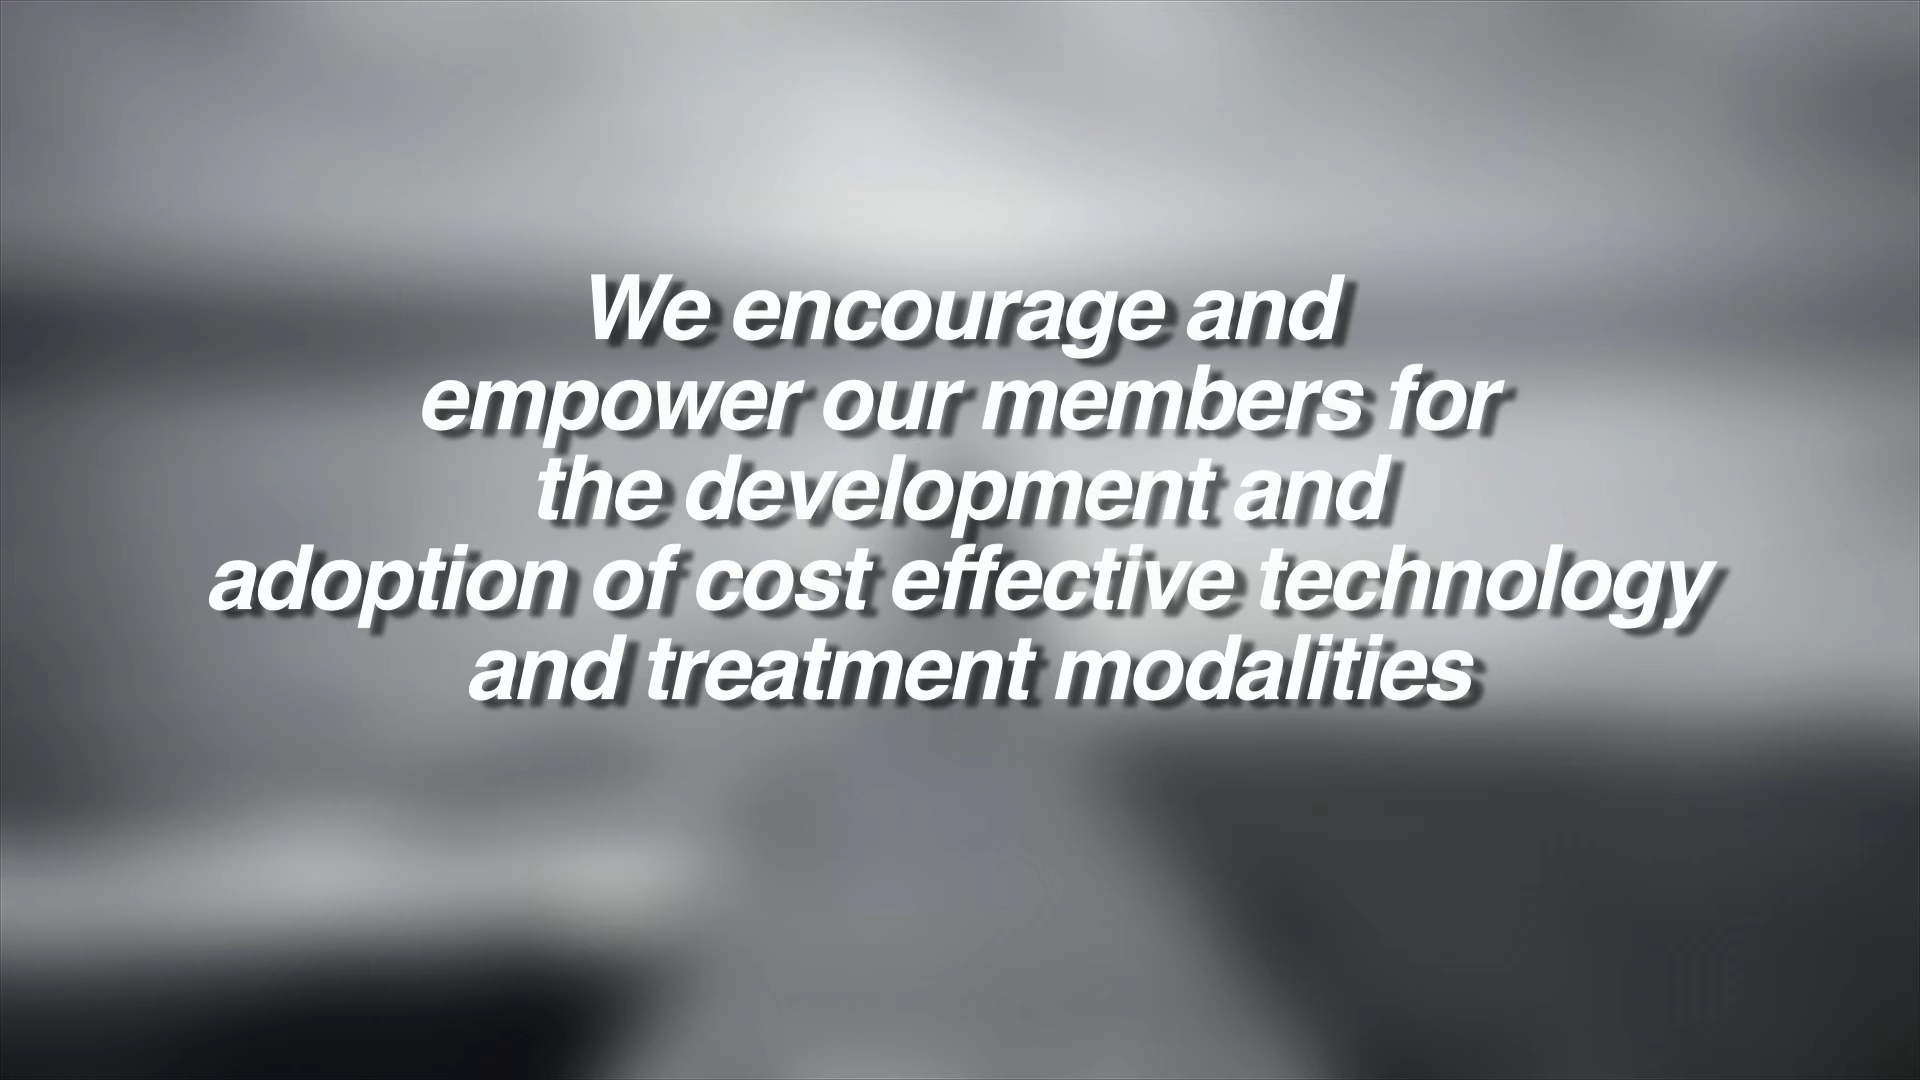 We encourage and
empower our members for
the development and
adoption of cost effective technology
and treatment modalities